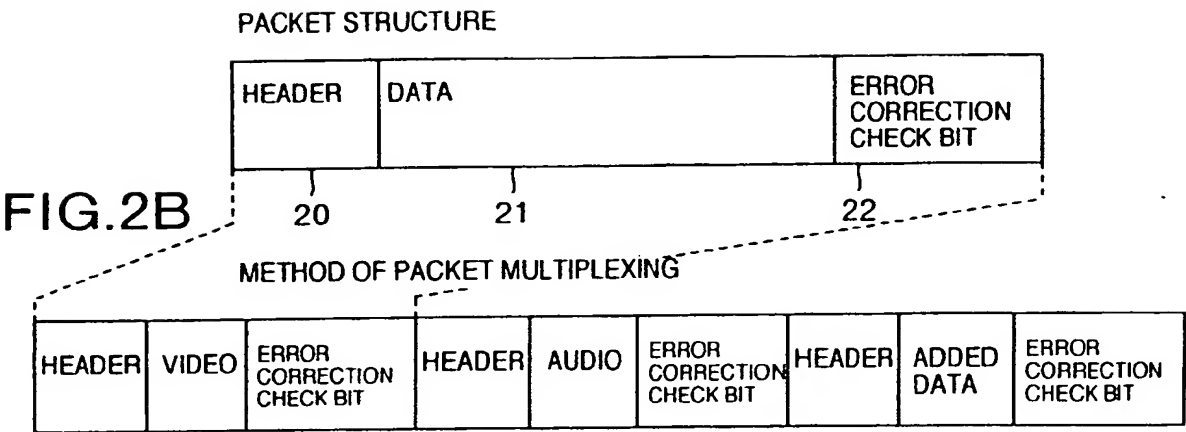 PACKET STRUCTURE
HEADER
DATA
ERROR
CORRECTION
CHECK BIT
FIG.2B
20
21
22
METHOD OF PACKET MULTIPLEXING
HEADER
VIDEO
ERROR
CORRECTION
CHECK BIT
HEADER
AUDIO
ERROR
CORRECTION
CHECK BIT
HEADER
ADDED
DATA
ERROR
CORRECTION
CHECK BIT